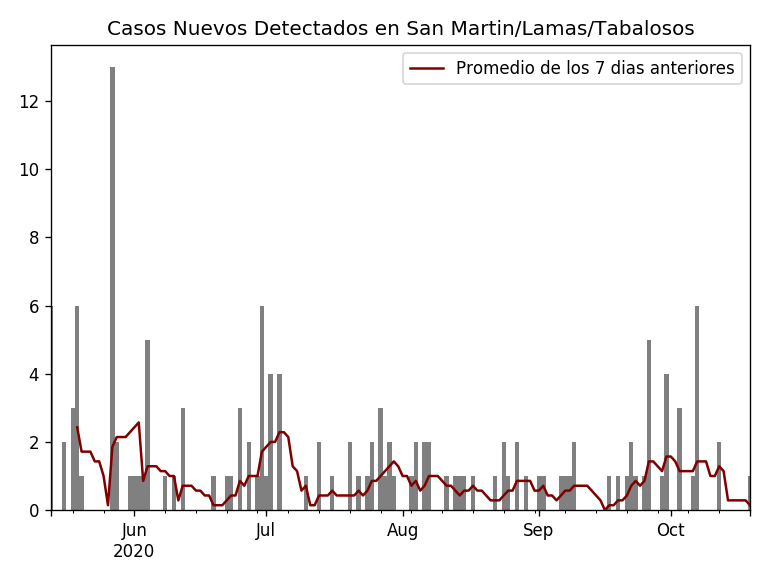 Casos Nuevos Detectados en San Martin/Lamas/Tabalosos
Promedio de los 7 dias anteriores
12
10
8
6
4
2
0
Jun
2020
Jul
Aug
Sep
Oct